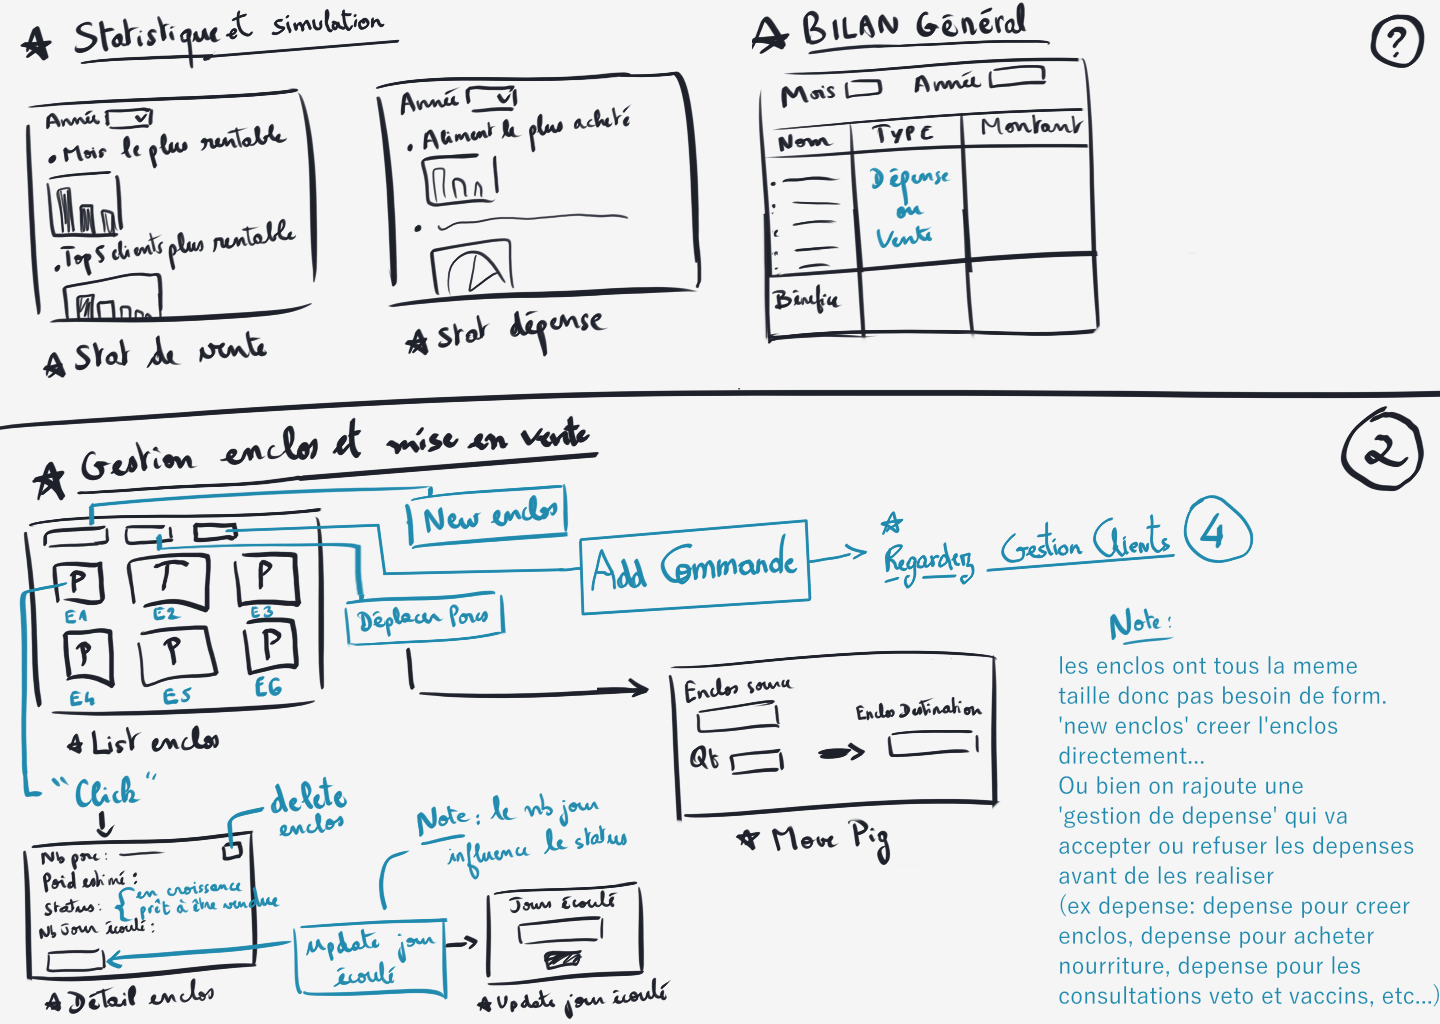 Statistique et simulation
Année
• Mois le plus rentable
• Top 5 clients plus rentable
Stat de vente
Année
• Aliment le plus acheté
Stat dépense
BILAN Général
Mois Année
Nom TYPE Montant
Dépense
ou
Vente
Bénéfice
?
2
Gestion enclos et mise en vente
New enclos
P T P
E1 E2 E3
P P P
E4 E5 E6
List enclos
Déplacer Porcs
Add Commande
Regarder Gestion Clients 4
"Click"
delete
enclos
Nb porc :
Poid estimé :
Status : { en croissance
prêt à être vendue
Nb Jour écoulé :
Détail enclos
Note : le nb jour
influence le status
update jour
écoulé
Jours écoulé
Update jour écoulé
Enclos source
Qt
Enclos Destination
Move Pig
Note :
les enclos ont tous la meme
taille donc pas besoin de form.
'new enclos' creer l'enclos
directement...
Ou bien on rajoute une
'gestion de depense' qui va
accepter ou refuser les depenses
avant de les realiser
(ex depense: depense pour creer
enclos, depense pour acheter
nourriture, depense pour les
consultations veto et vaccins, etc...)